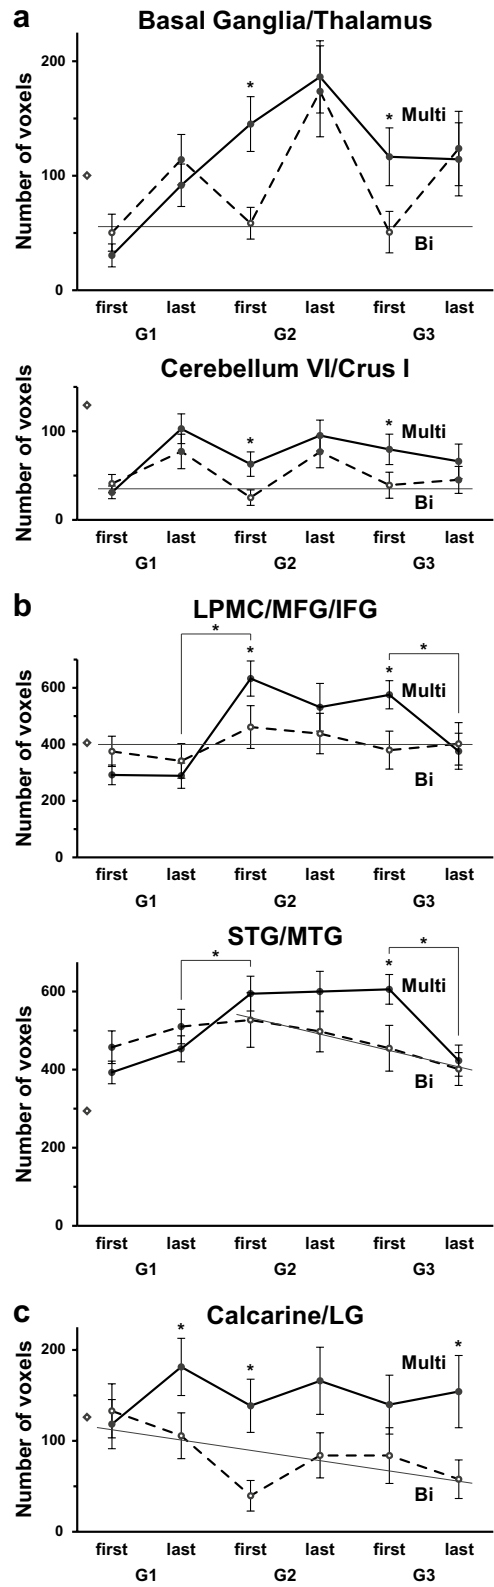 a
Basal Ganglia/Thalamus
Number of voxels
200
100
0
*
*
Multi
Bi
first last first last first last
G1 G2 G3
Cerebellum VI/Crus I
Number of voxels
100
0
*
*
Multi
Bi
first last first last first last
G1 G2 G3
b
LPMC/MFG/IFG
Number of voxels
600
400
200
0
*
*
*
*
Multi
Bi
first last first last first last
G1 G2 G3
STG/MTG
Number of voxels
600
400
200
0
*
*
*
Multi
Bi
first last first last first last
G1 G2 G3
c
Calcarine/LG
Number of voxels
200
100
0
*
*
*
Multi
Bi
first last first last first last
G1 G2 G3